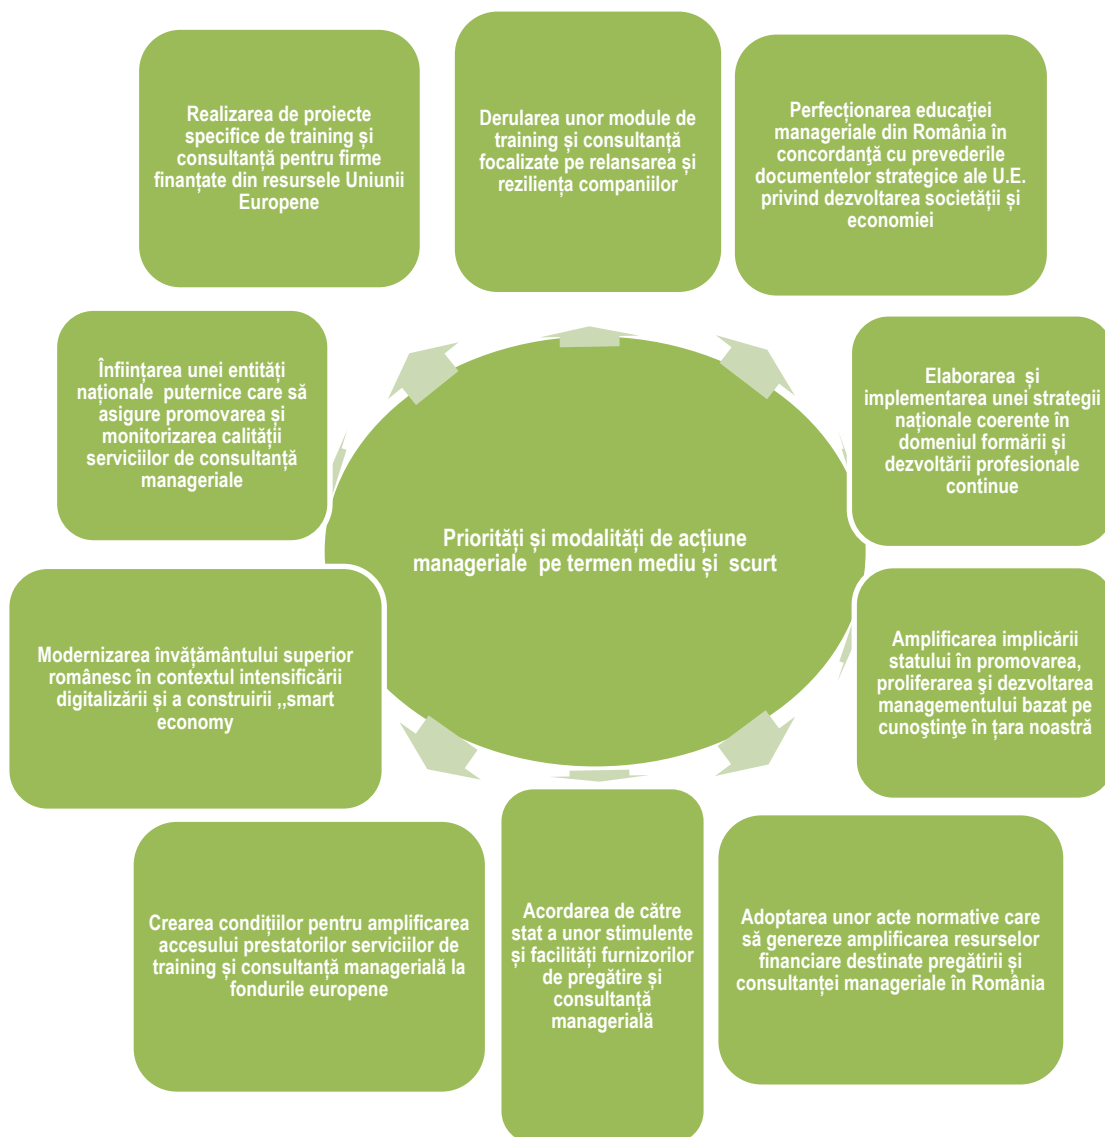 Realizarea de proiecte
specifice de training și
consultanță pentru firme
finanțate din resursele Uniunii
Europene
Derularea unor module de
training și consultanță
focalizate pe relansarea și
reziliența companiilor
Perfecționarea educaţiei
manageriale din România în
concordanţă cu prevederile
documentelor strategice ale U.E.
privind dezvoltarea societății și
economiei
Înființarea unei entități
naționale puternice care să
asigure promovarea și
monitorizarea calității
serviciilor de consultanță
manageriale
Elaborarea și
implementarea unei strategii
naționale coerente în
domeniul formării și
dezvoltării profesionale
continue
Priorități și modalități de acțiune
manageriale pe termen mediu și scurt
Modernizarea învățământului superior
românesc în contextul intensificării
digitalizării și a construirii ,,smart
economy
Amplificarea implicării
statului în promovarea,
proliferarea şi dezvoltarea
managementului bazat pe
cunoştinţe în țara noastră
Crearea condițiilor pentru amplificarea
accesului prestatorilor serviciilor de
training și consultanță managerială la
fondurile europene
Acordarea de către
stat a unor stimulente
și facilități furnizorilor
de pregătire și
consultanță
managerială
Adoptarea unor acte normative care
să genereze amplificarea resurselor
financiare destinate pregătirii și
consultanței manageriale în România